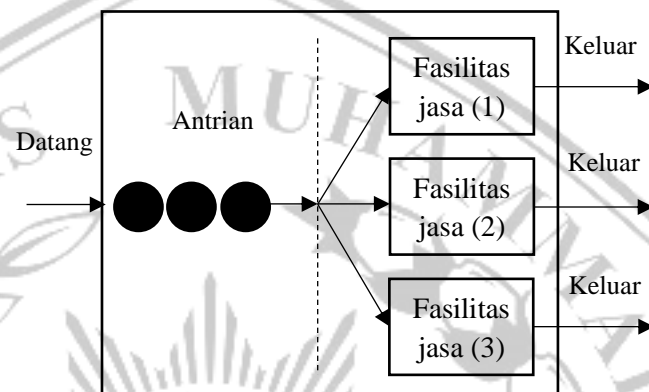 Datang
Antrian
Fasilitas
jasa (1)
Keluar
Fasilitas
jasa (2)
Keluar
Fasilitas
jasa (3)
Keluar